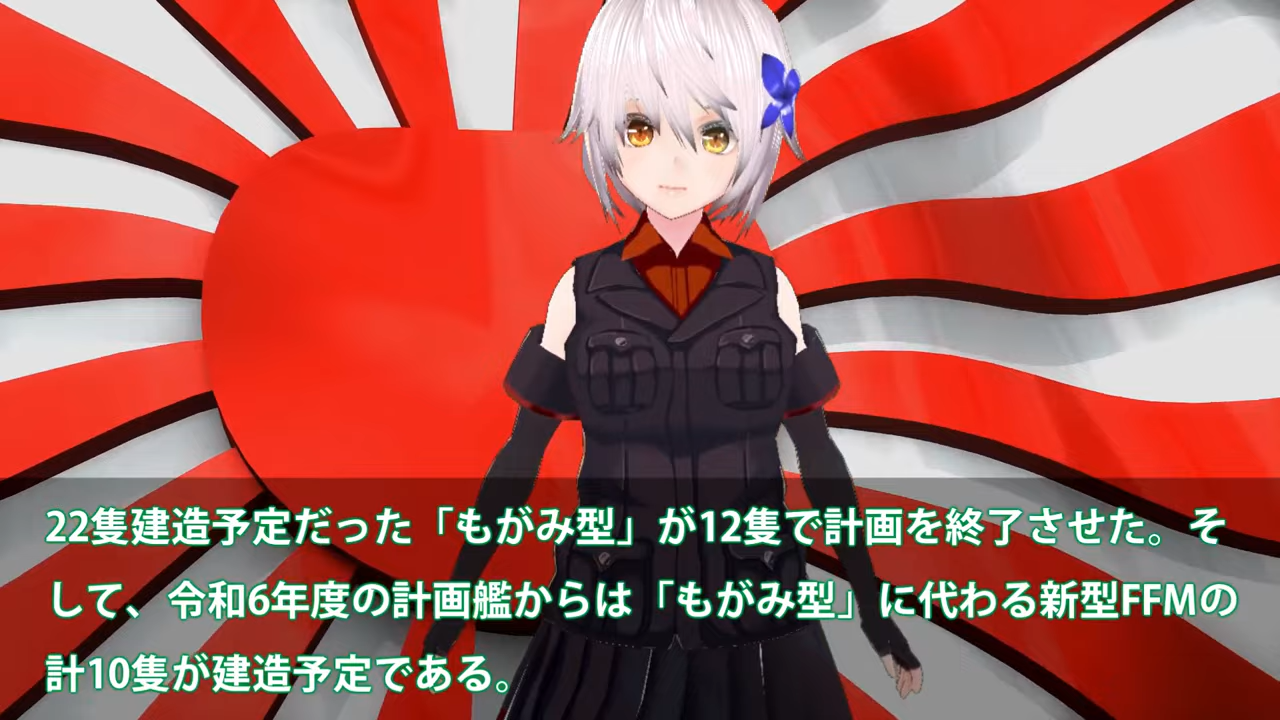 22隻建造予定だった「もがみ型」が12隻で計画を終了させた。そ
して、令和6年度の計画艦からは「もがみ型」に代わる新型FFMの
計10隻が建造予定である。